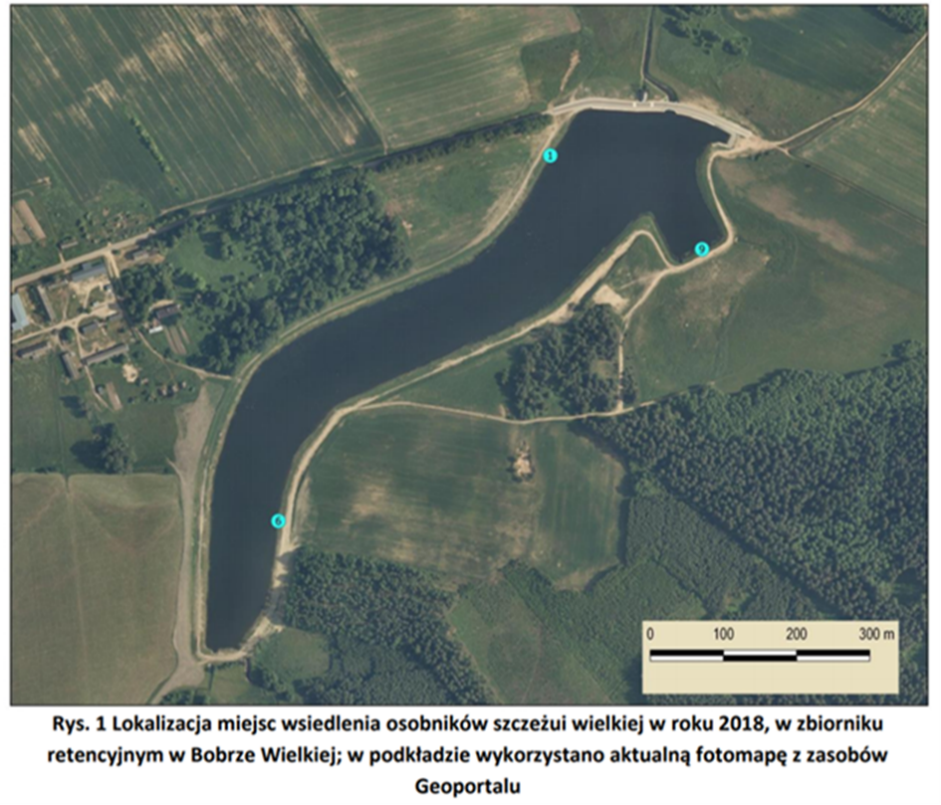 1
9
6
0 100 200 300 m
Rys. 1 Lokalizacja miejsc wsiedlenia osobników szczeżui wielkiej w roku 2018, w zbiorniku
retencyjnym w Bobrze Wielkiej; w podkładzie wykorzystano aktualną fotomapę z zasobów
Geoportalu